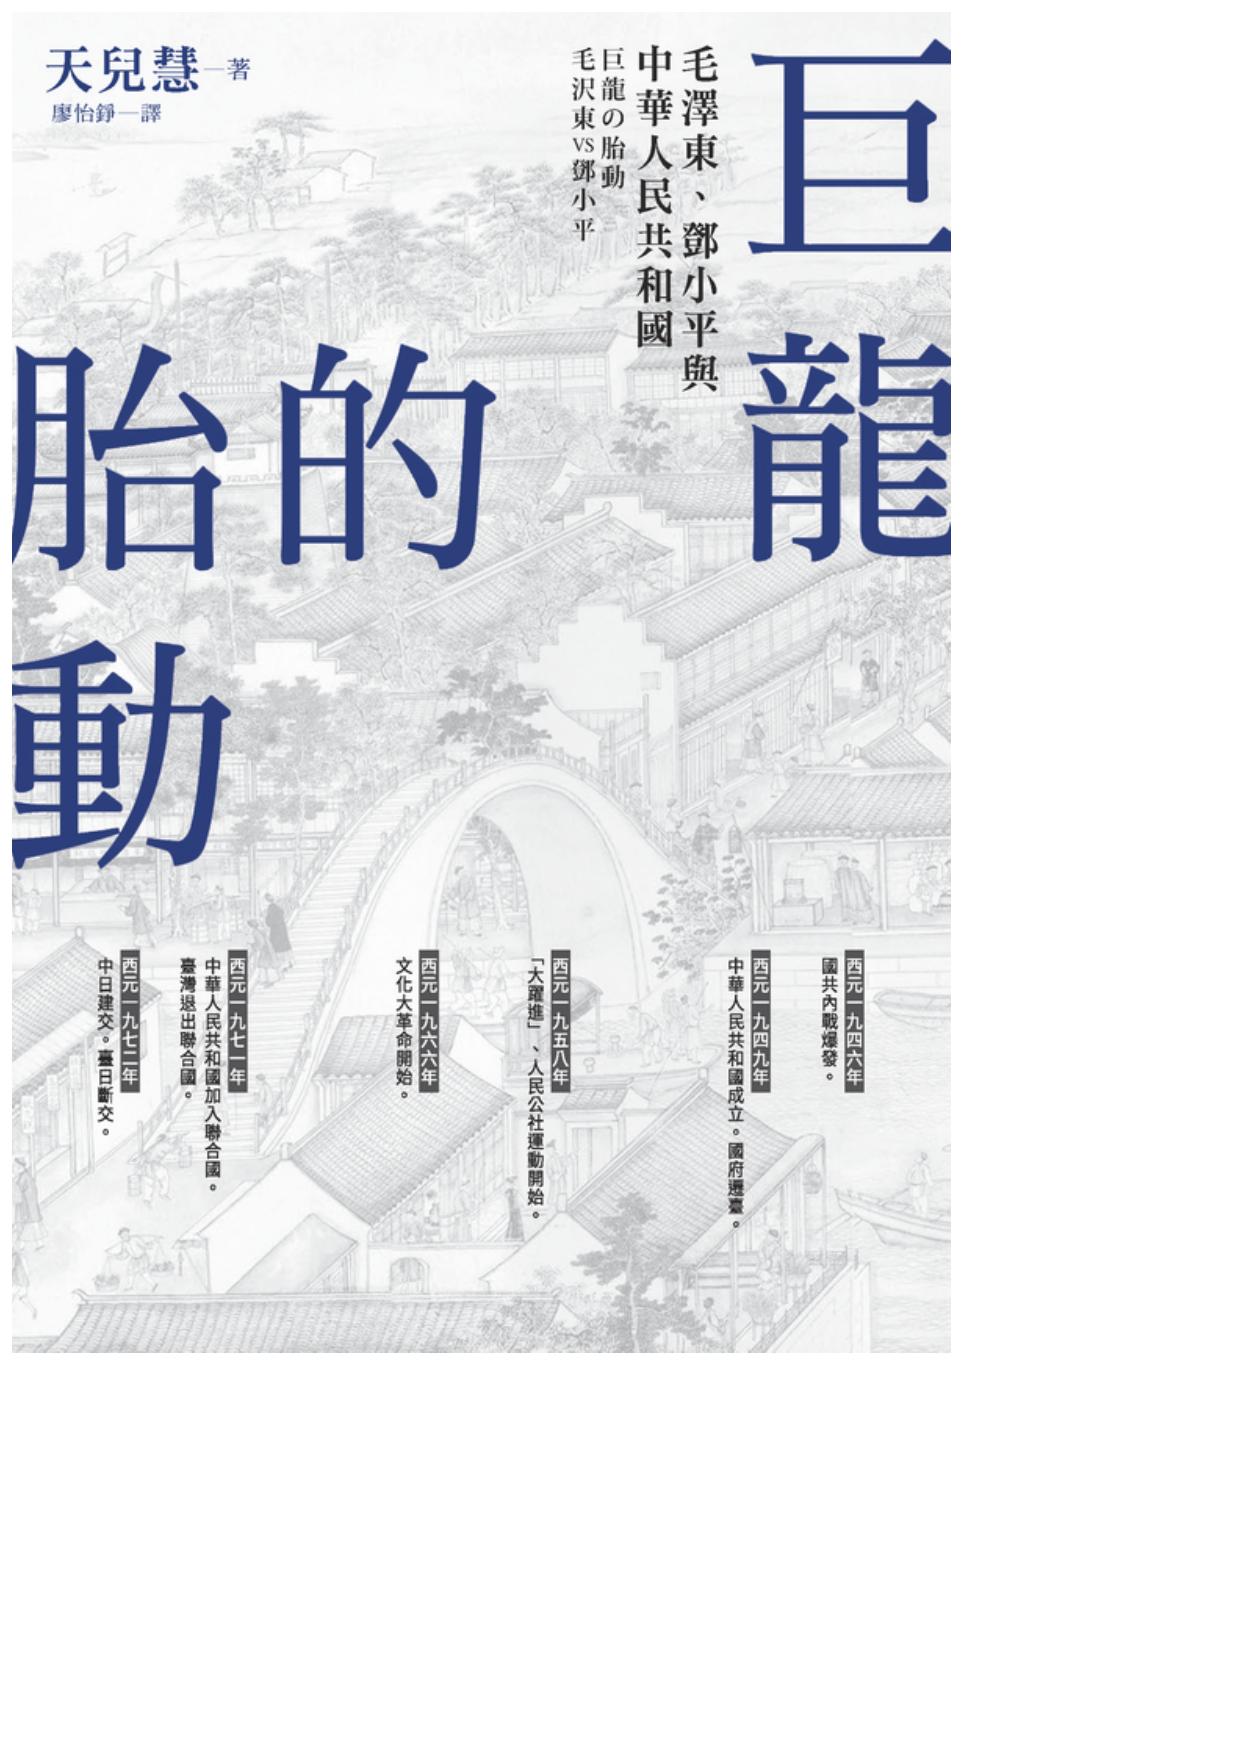 巨龍
的胎動
毛澤東、鄧小平與
中華人民共和國
巨龍の胎動
毛沢東VS鄧小平
天兒慧—著
廖怡錚—譯
西元一九四六年
國共內戰爆發。
西元一九四九年
中華人民共和國成立。國府遷臺。
西元一九五八年
「大躍進」、人民公社運動開始。
西元一九六六年
文化大革命開始。
西元一九七一年
中華人民共和國加入聯合國。
臺灣退出聯合國。
西元一九七二年
中日建交。臺日斷交。